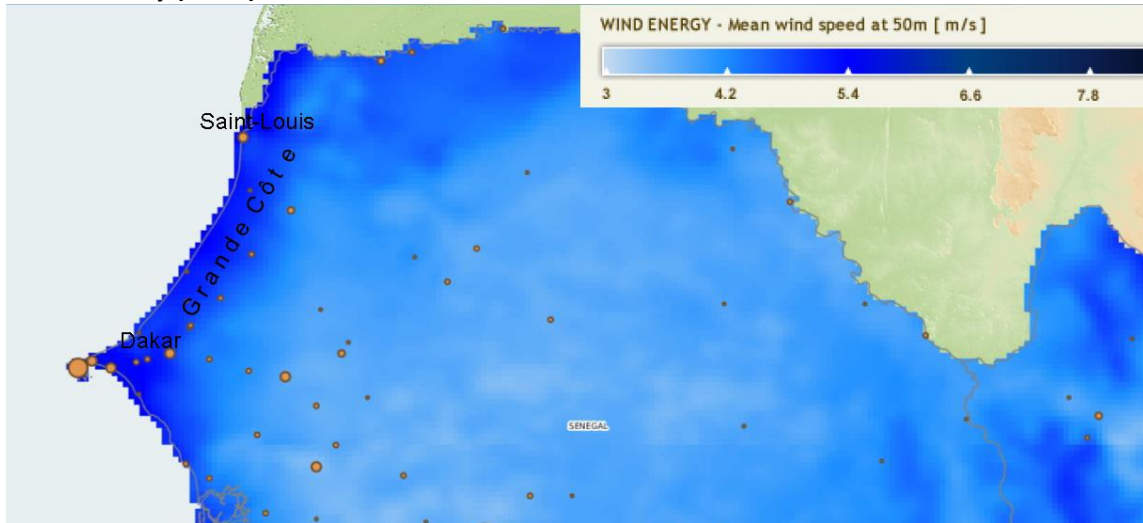 WIND ENERGY - Mean wind speed at 50m [ m/s ]
3 4.2 5.4 6.6 7.8
Saint-Louis
Grande Côte
Dakar
SENEGAL